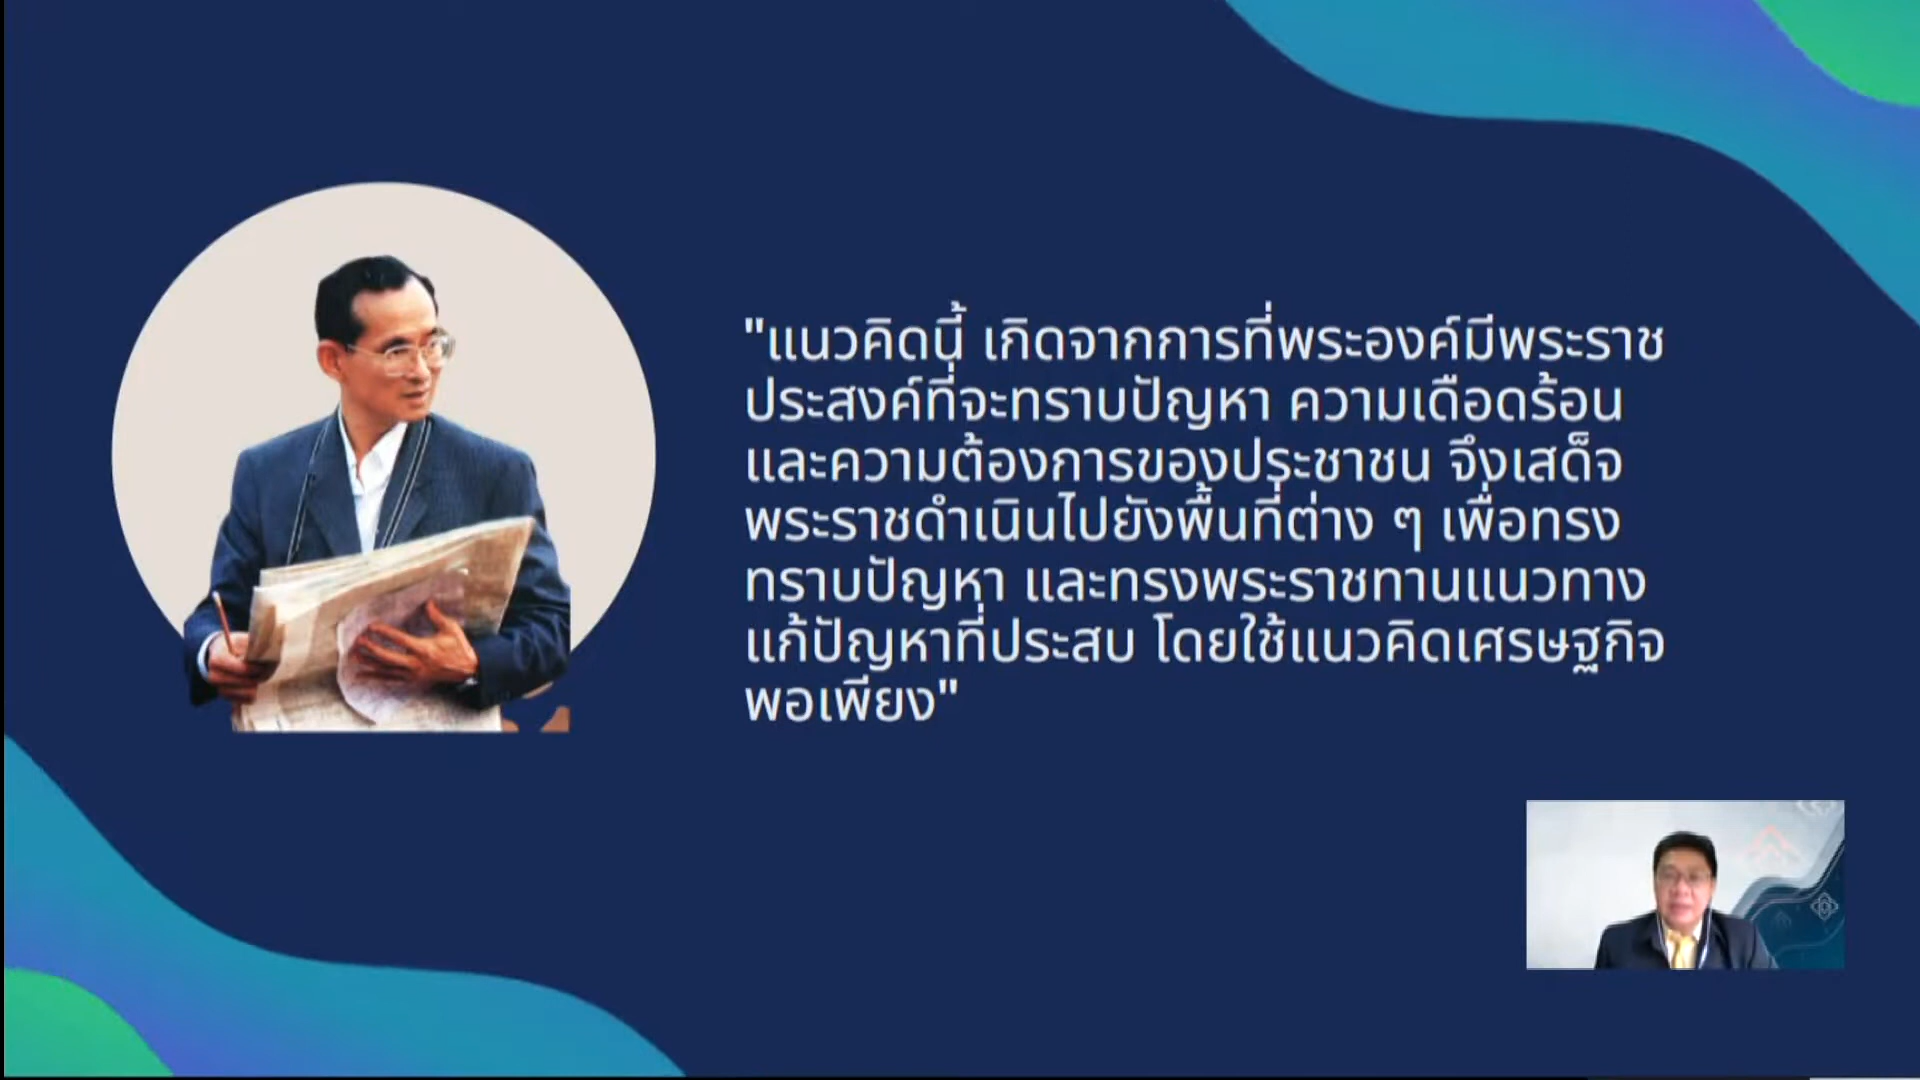 "แนวคิดนี้ เกิดจากการที่พระองค์มีพระราช
ประสงค์ที่จะทราบปัญหา ความเดือดร้อน
และความต้องการของประชาชน จึงเสด็จ
พระราชดำเนินไปยังพื้นที่ต่าง ๆ เพื่อทรง
ทราบปัญหา และทรงพระราชทานแนวทาง
แก้ปัญหาที่ประสบ โดยใช้แนวคิดเศรษฐกิจ
พอเพียง"